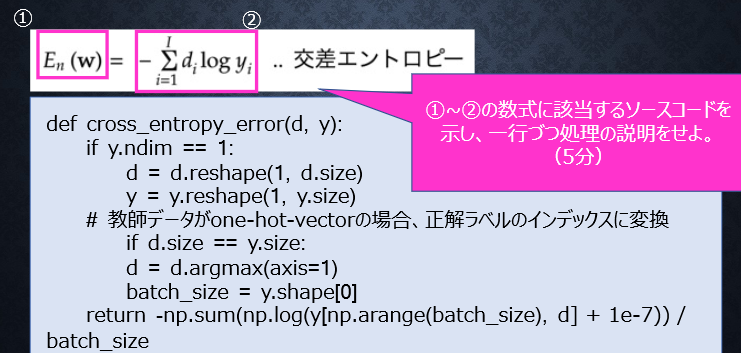 ① ②
Eₙ (w) = − Σ_{i=1}^{I} dᵢ log yᵢ .. 交差エントロピー
①~②の数式に該当するソースコードを
示し、一行づつ処理の説明をせよ。
（5分）
def cross_entropy_error(d, y):
    if y.ndim == 1:
        d = d.reshape(1, d.size)
        y = y.reshape(1, y.size)
    # 教師データがone-hot-vectorの場合、正解ラベルのインデックスに変換
        if d.size == y.size:
        d = d.argmax(axis=1)
        batch_size = y.shape[0]
    return -np.sum(np.log(y[np.arange(batch_size), d] + 1e-7)) /
batch_size